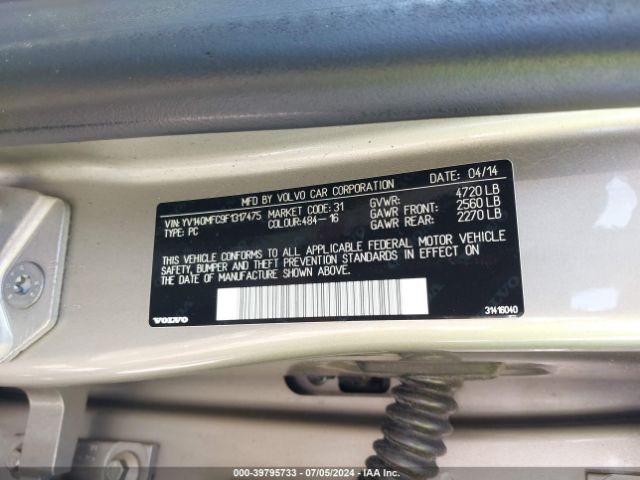 MFD BY VOLVO CAR CORPORATION DATE: 04/14
VIN: YV140MFC9F1317475 MARKET CODE: 31 GVWR: 4720 LB
TYPE: PC COLOUR: 484-16 GAWR FRONT: 2560 LB
GAWR REAR: 2270 LB
THIS VEHICLE CONFORMS TO ALL APPLICABLE FEDERAL MOTOR VEHICLE
SAFETY, BUMPER AND THEFT PREVENTION STANDARDS IN EFFECT ON
THE DATE OF MANUFACTURE SHOWN ABOVE.
VOLVO 31416040
000-39795733 - 07/05/2024 - IAAI.COM